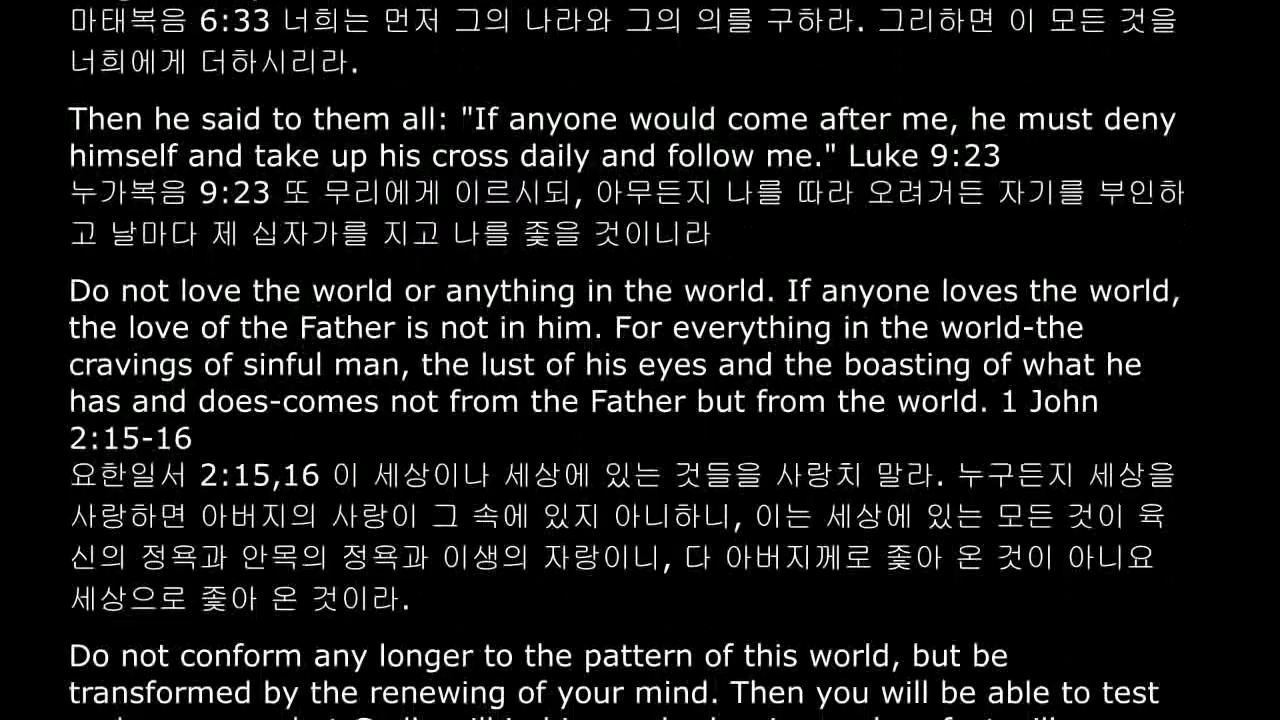 마태복음 6:33 너희는 먼저 그의 나라와 그의 의를 구하라. 그리하면 이 모든 것을
너희에게 더하시리라.
Then he said to them all: "If anyone would come after me, he must deny
himself and take up his cross daily and follow me." Luke 9:23
누가복음 9:23 또 무리에게 이르시되, 아무든지 나를 따라 오려거든 자기를 부인하
고 날마다 제 십자가를 지고 나를 좇을 것이니라
Do not love the world or anything in the world. If anyone loves the world,
the love of the Father is not in him. For everything in the world-the
cravings of sinful man, the lust of his eyes and the boasting of what he
has and does-comes not from the Father but from the world. 1 John
2:15-16
요한일서 2:15,16 이 세상이나 세상에 있는 것들을 사랑치 말라. 누구든지 세상을
사랑하면 아버지의 사랑이 그 속에 있지 아니하니, 이는 세상에 있는 모든 것이 육
신의 정욕과 안목의 정욕과 이생의 자랑이니, 다 아버지께로 좇아 온 것이 아니요
세상으로 좇아 온 것이라.
Do not conform any longer to the pattern of this world, but be
transformed by the renewing of your mind. Then you will be able to test